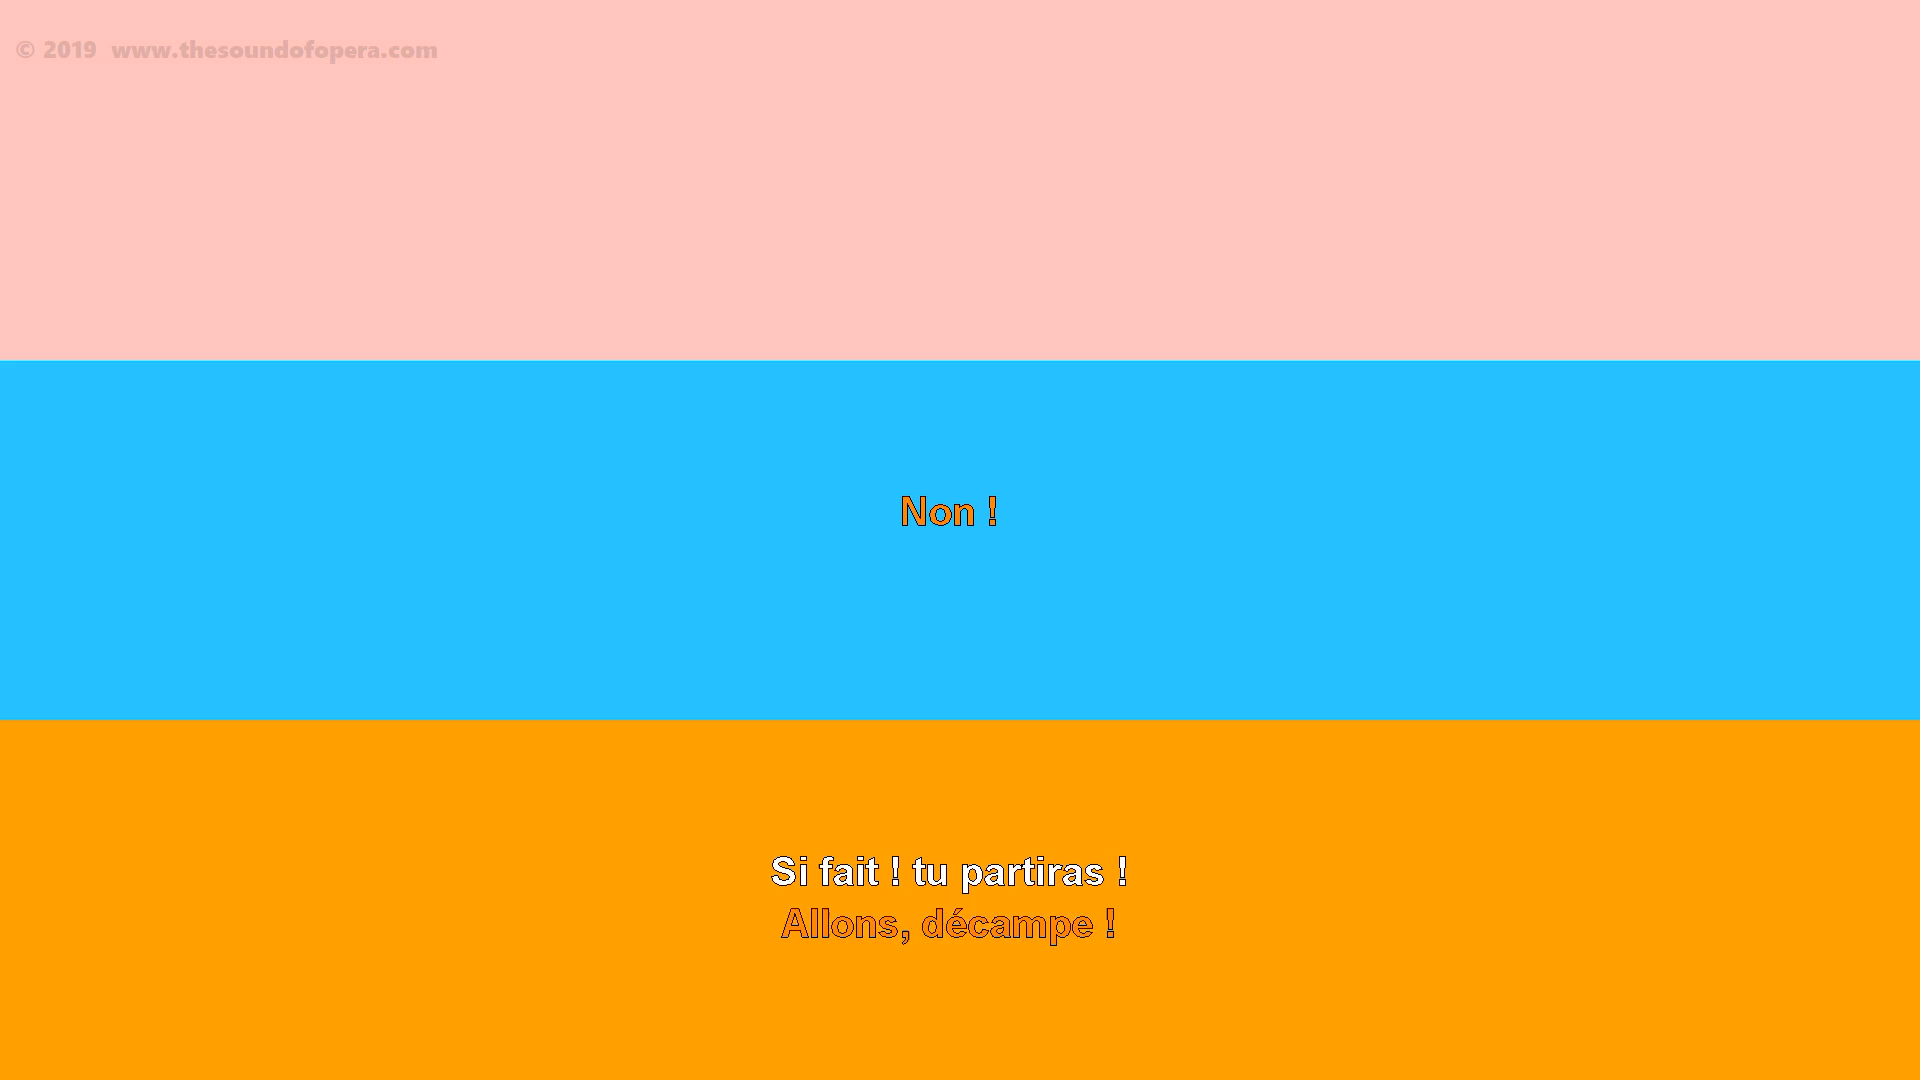 © 2019 www.thesoundofopera.com
Non !
Si fait ! tu partiras !
Allons, décampe !